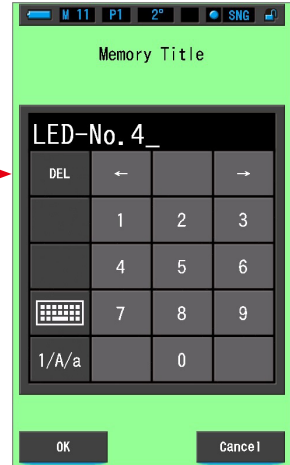 M 11 P1 2° SNG
Memory Title
LED-No.4_
DEL ← →
1 2 3
4 5 6
7 8 9
1/A/a 0
OK Cancel